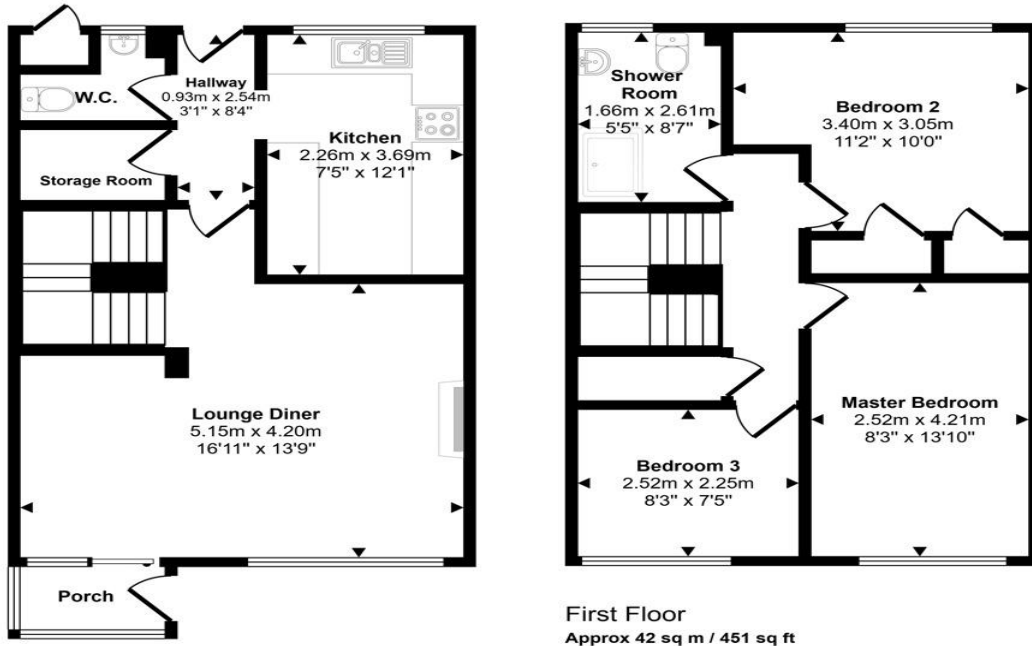 W.C.
Hallway
0.93m x 2.54m
3'1" x 8'4"
Kitchen
2.26m x 3.69m
7'5" x 12'1"
Storage Room
Lounge Diner
5.15m x 4.20m
16'11" x 13'9"
Porch
Shower
Room
1.66m x 2.61m
5'5" x 8'7"
Bedroom 2
3.40m x 3.05m
11'2" x 10'0"
Master Bedroom
2.52m x 4.21m
8'3" x 13'10"
Bedroom 3
2.52m x 2.25m
8'3" x 7'5"
First Floor
Approx 42 sq m / 451 sq ft